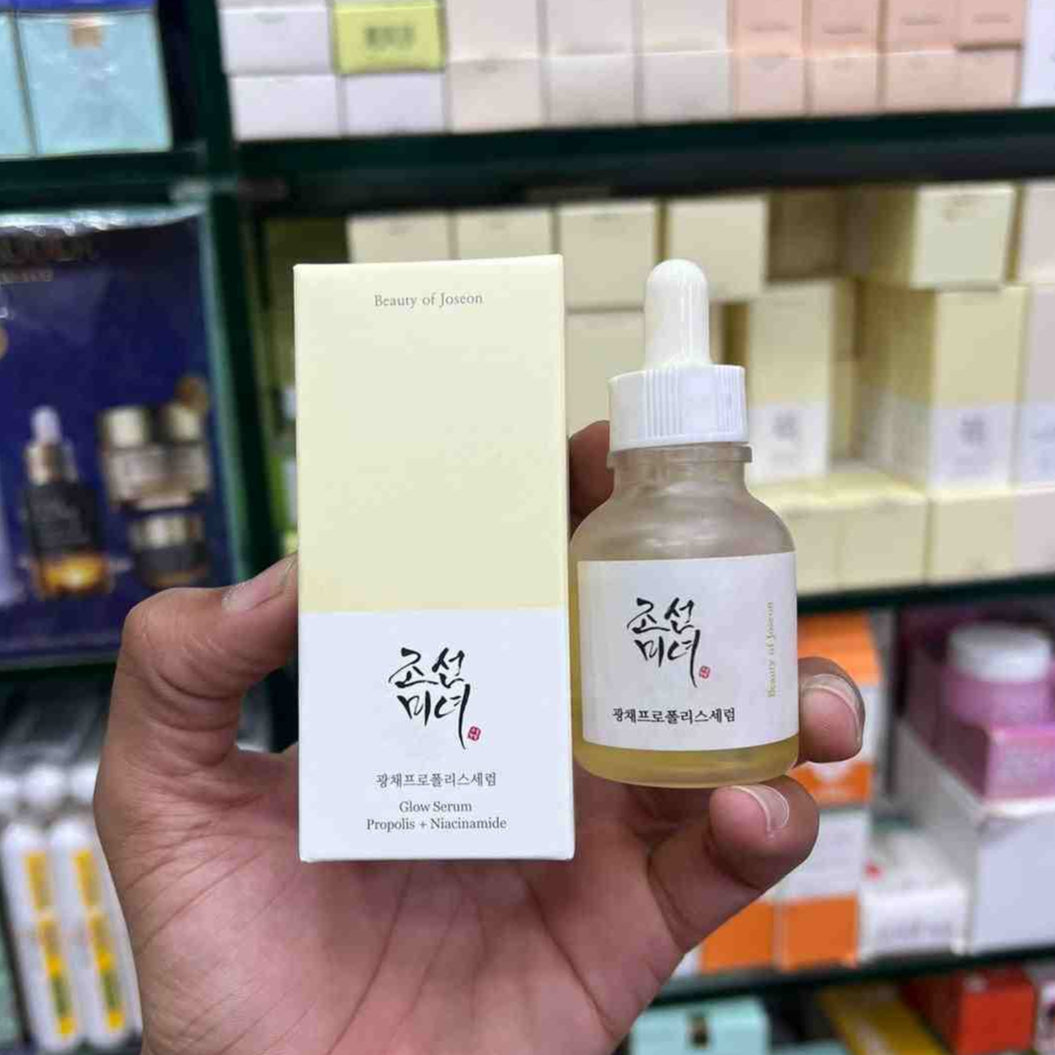 Beauty of Joseon
조선
미녀
광채프로폴리스세럼
Glow Serum
Propolis + Niacinamide
조선
미녀
Beauty of Joseon
광채프로폴리스세럼